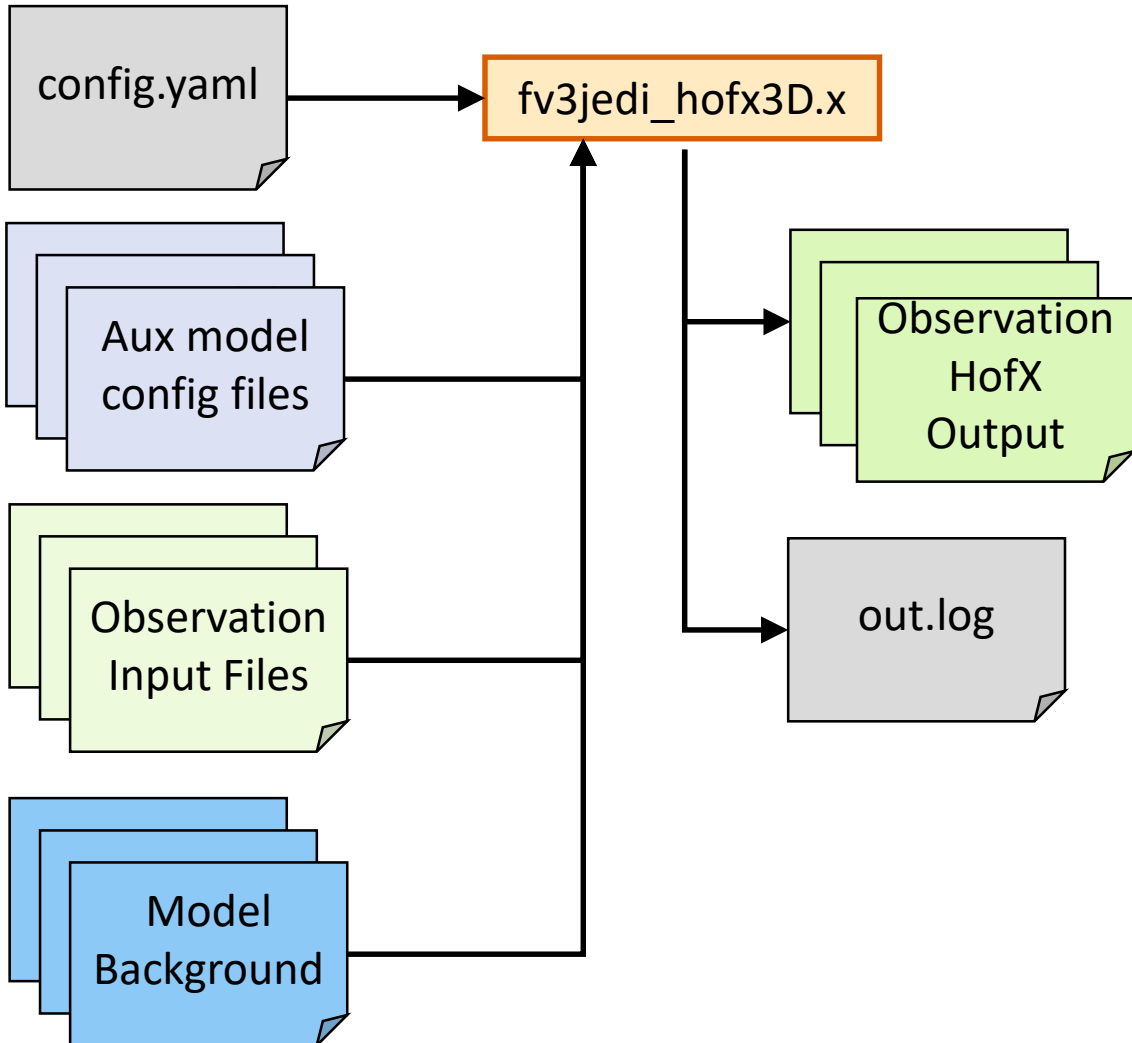 config.yaml
fv3jedi_hofx3D.x
Aux model
config files
Observation
HofX
Output
Observation
Input Files
out.log
Model
Background